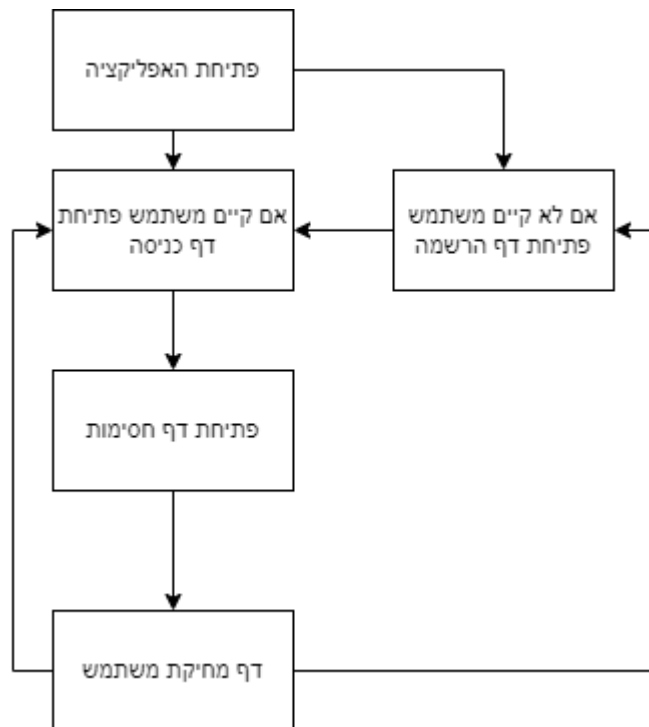 פתיחת האפליקציה
אם קיים משתמש פתיחת
דף כניסה
אם לא קיים משתמש
פתיחת דף הרשמה
פתיחת דף חסימות
דף מחיקת משתמש